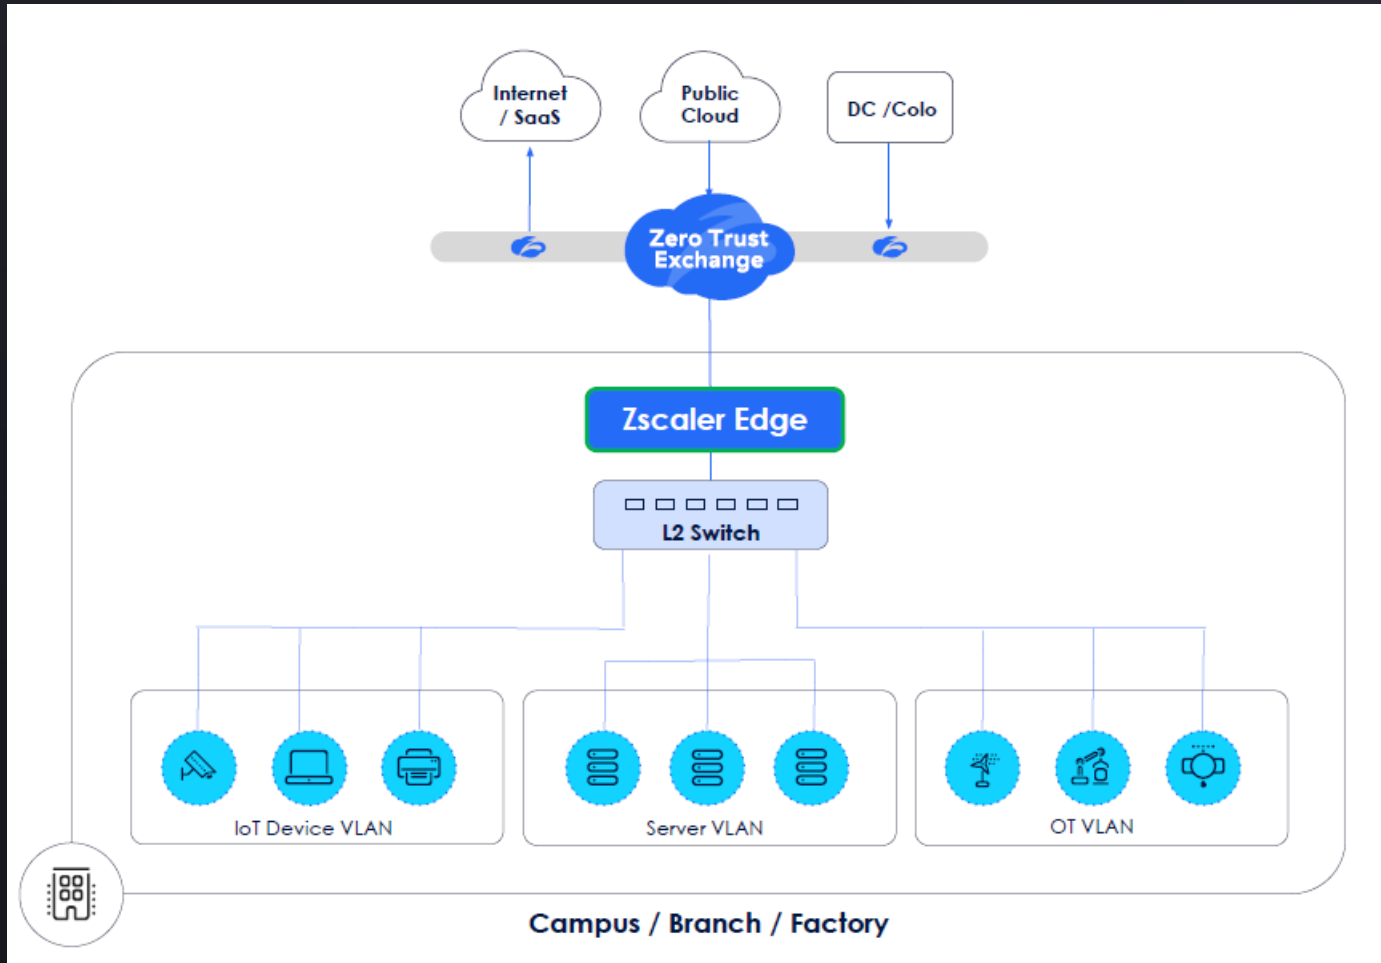 Internet
/ SaaS
Public
Cloud
DC /Colo
Zero Trust
Exchange
Zscaler Edge
L2 Switch
IoT Device VLAN
Server VLAN
OT VLAN
Campus / Branch / Factory